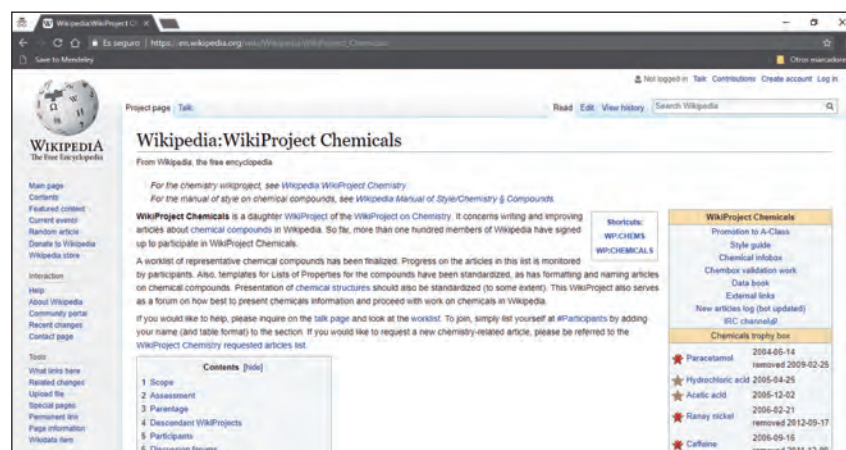 Wikipedia:WikiProject Ch
Es seguro | https://en.wikipedia.org/wiki/Wikipedia:WikiProject_Chemicals
Save to Mendeley
Otros marcadore
Not logged in Talk Contributions Create account Log in
Project page Talk
Read Edit View history Search Wikipedia
WIKIPEDIA
The Free Encyclopedia
Main page
Contents
Featured content
Current events
Random article
Donate to Wikipedia
Wikipedia store
Interaction
Help
About Wikipedia
Community portal
Recent changes
Contact page
Tools
What links here
Related changes
Upload file
Special pages
Permanent link
Page information
Wikidata item
Wikipedia:WikiProject Chemicals
From Wikipedia, the free encyclopedia
For the chemistry wikiproject, see Wikipedia:WikiProject Chemistry.
For the manual of style on chemical compounds, see Wikipedia:Manual of Style/Chemistry § Compounds.
WikiProject Chemicals is a daughter WikiProject of the WikiProject on Chemistry. It concerns writing and improving
articles about chemical compounds in Wikipedia. So far, more than one hundred members of Wikipedia have signed
up to participate in WikiProject Chemicals.
Shortcuts:
WP:CHEMS
WP:CHEMICALS
A worklist of representative chemical compounds has been finalized. Progress on the articles in this list is monitored
by participants. Also, templates for Lists of Properties for the compounds have been standardized, as has formatting and naming articles
on chemical compounds. Presentation of chemical structures should also be standardized (to some extent). This WikiProject also serves
as a forum on how best to present chemicals information and proceed with work on chemicals in Wikipedia.
If you would like to help, please inquire on the talk page and look at the worklist. To join, simply list yourself at #Participants by adding
your name (and table format) to the section. If you would like to request a new chemistry-related article, please be referred to the
WikiProject Chemistry requested articles list.
Contents [hide]
1 Scope
2 Assessment
3 Parentage
4 Descendant WikiProjects
5 Participants
6 Discussion forums
WikiProject Chemicals
Promotion to A-Class
Style guide
Chemical infobox
Chembox validation work
Data book
External links
New articles log (bot updated)
IRC channel
Chemicals trophy box
Paracetamol 2004-06-14
removed 2009-02-25
Hydrochloric acid 2005-04-25
Acetic acid 2005-12-02
Raney nickel 2006-02-21
removed 2012-09-17
Caffeine 2006-09-16